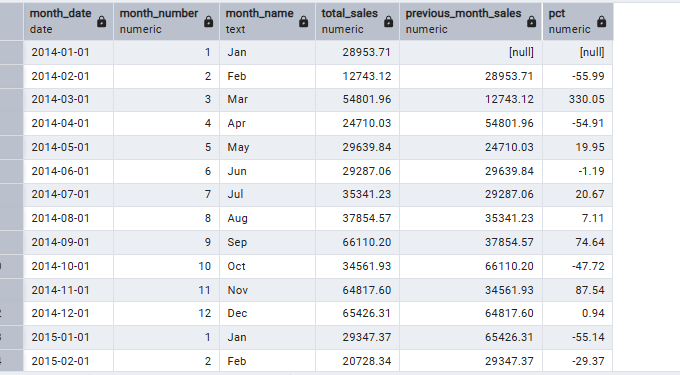 month_date month_number month_name total_sales previous_month_sales pct
date numeric text numeric numeric numeric
2014-01-01 1 Jan 28953.71 [null] [null]
2014-02-01 2 Feb 12743.12 28953.71 -55.99
2014-03-01 3 Mar 54801.96 12743.12 330.05
2014-04-01 4 Apr 24710.03 54801.96 -54.91
2014-05-01 5 May 29639.84 24710.03 19.95
2014-06-01 6 Jun 29287.06 29639.84 -1.19
2014-07-01 7 Jul 35341.23 29287.06 20.67
2014-08-01 8 Aug 37854.57 35341.23 7.11
2014-09-01 9 Sep 66110.20 37854.57 74.64
2014-10-01 10 Oct 34561.93 66110.20 -47.72
2014-11-01 11 Nov 64817.60 34561.93 87.54
2014-12-01 12 Dec 65426.31 64817.60 0.94
2015-01-01 1 Jan 29347.37 65426.31 -55.14
2015-02-01 2 Feb 20728.34 29347.37 -29.37